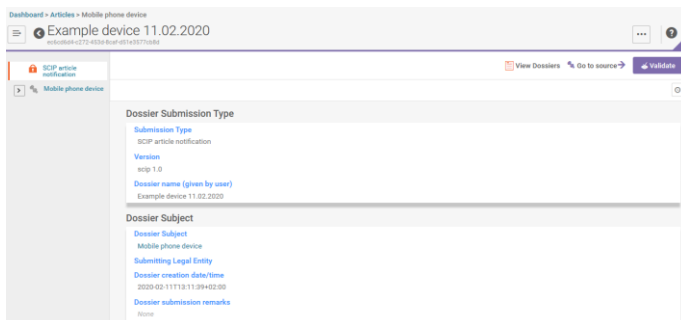 Dashboard > Articles > Mobile phone device
Example device 11.02.2020
SCIP article
notification
Mobile phone device
View Dossiers
Go to source
Validate
Dossier Submission Type
Submission Type
SCIP article notification
Version
scip 1.0
Dossier name (given by user)
Example device 11.02.2020
Dossier Subject
Dossier Subject
Mobile phone device
Submitting Legal Entity
Dossier creation date/time
2020-02-11T13:11:39+02:00
Dossier submission remarks
None